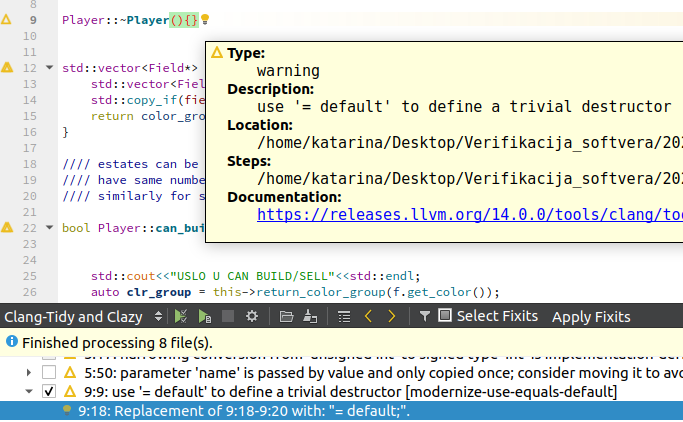 8
9 Player::~Player(){}
10
11
12 std::vector<Field*>
13 std::vector<Fiel
14 std::copy_if(fie
15 return color_gro
16 }
17
18 //// estates can be
19 //// have same numbe
20 //// similarly for s
21
22 bool Player::can_bui
23
24
25 std::cout<<"USLO U CAN BUILD/SELL"<<std::endl;
26 auto clr_group = this->return_color_group(f.get_color());
Type:
warning
Description:
use '= default' to define a trivial destructor
Location:
/home/katarina/Desktop/Verifikacija_softvera/202
Steps:
/home/katarina/Desktop/Verifikacija_softvera/202
Documentation:
https://releases.llvm.org/14.0.0/tools/clang/too
Clang-Tidy and Clazy Select Fixits Apply Fixits
Finished processing 8 file(s).
5:50: parameter 'name' is passed by value and only copied once; consider moving it to avo
9:9: use '= default' to define a trivial destructor [modernize-use-equals-default]
9:18: Replacement of 9:18-9:20 with: "= default;".